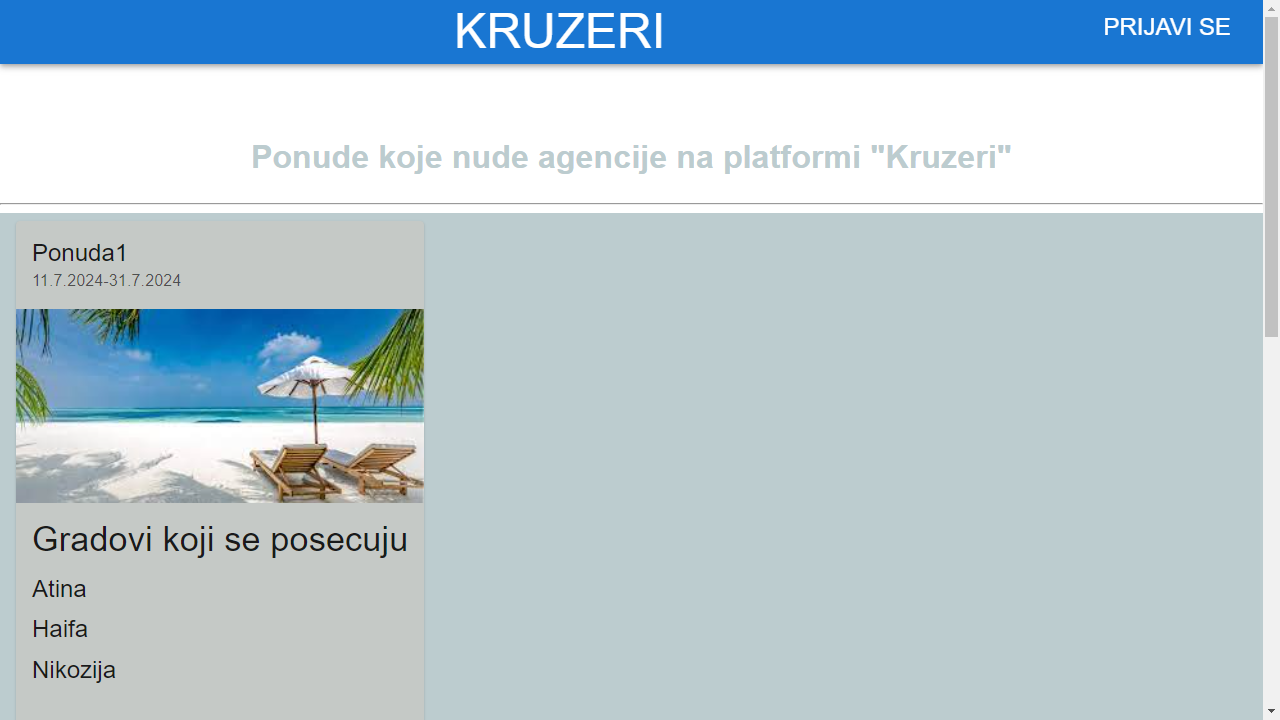 KRUZERI
PRIJAVI SE
Ponude koje nude agencije na platformi "Kruzeri"
Ponuda1
11.7.2024-31.7.2024
Gradovi koji se posecuju
Atina
Haifa
Nikozija